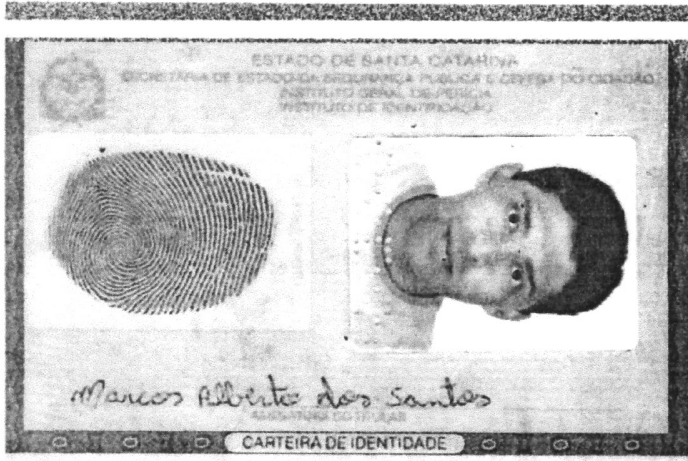 ESTADO DE SANTA CATARINA
SECRETARIA DE ESTADO DA SEGURANÇA PÚBLICA E DEFESA DO CIDADÃO
INSTITUTO GERAL DE PERÍCIA
INSTITUTO DE IDENTIFICAÇÃO
Marcos Alberto dos Santos
ASSINATURA DO TITULAR
CARTEIRA DE IDENTIDADE